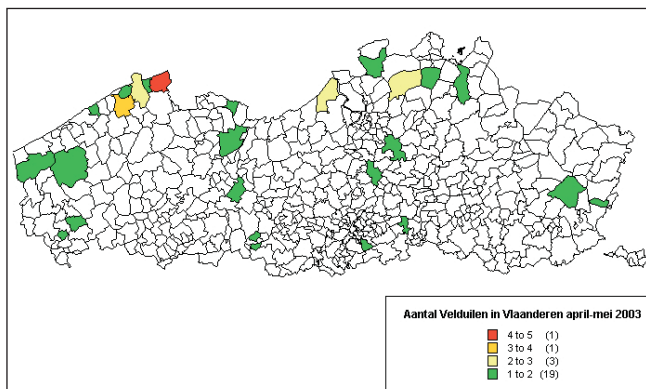 Aantal Velduilen in Vlaanderen april-mei 2003
4 to 5 (1)
3 to 4 (1)
2 to 3 (3)
1 to 2 (19)